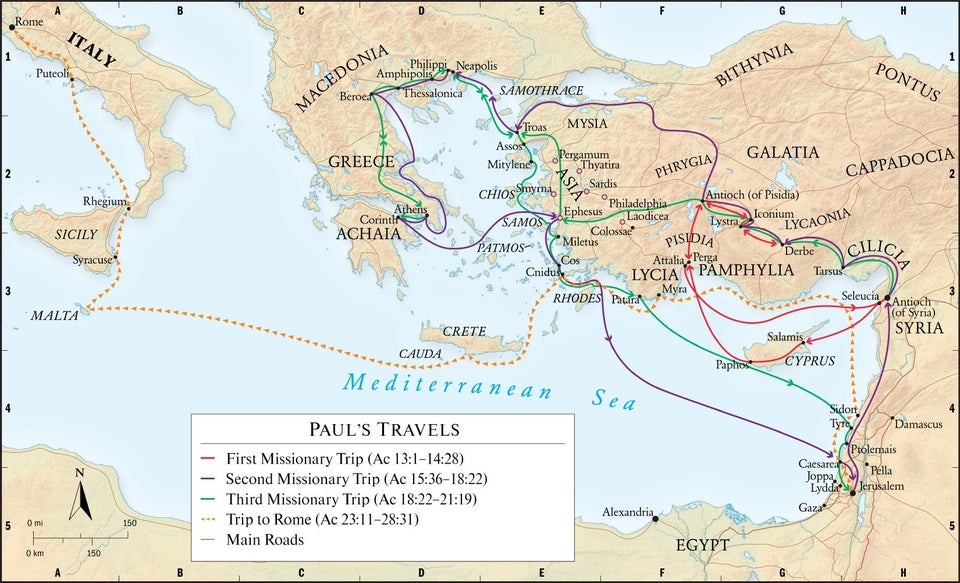 A B C D E F G H
1
2
3
4
5
Rome
ITALY
Puteoli
Rhegium
SICILY
Syracuse
MALTA
MACEDONIA
Philippi
Neapolis
Amphipolis
Thessalonica
Beroea
SAMOTHRACE
GREECE
Athens
Corinth
ACHAIA
BITHYNIA
PONTUS
Troas
MYSIA
Assos
Mitylene
Pergamum
Thyatira
ASIA
CHIOS
Smyrna
Sardis
Philadelphia
PHRYGIA
GALATIA
CAPPADOCIA
SAMOS
Ephesus
Laodicea
Colossae
Miletus
PATMOS
Antioch (of Pisidia)
Iconium
Lystra
LYCAONIA
Derbe
PISIDIA
Cos
Cnidus
Attalia
Perga
LYCIA
PAMPHYLIA
CILICIA
Tarsus
RHODES
Patara
Myra
Seleucia
Antioch
(of Syria)
SYRIA
CRETE
CAUDA
Salamis
CYPRUS
Paphos
Mediterranean Sea
Sidon
Tyre
Damascus
Ptolemais
Caesarea
Pella
Joppa
Lydda
Jerusalem
Gaza
Alexandria
EGYPT
PAUL'S TRAVELS
First Missionary Trip (Ac 13:1–14:28)
Second Missionary Trip (Ac 15:36–18:22)
Third Missionary Trip (Ac 18:22–21:19)
Trip to Rome (Ac 23:11–28:31)
Main Roads
N
0 mi 150
0 km 150
1
2
3
4
5
A B C D E F G H